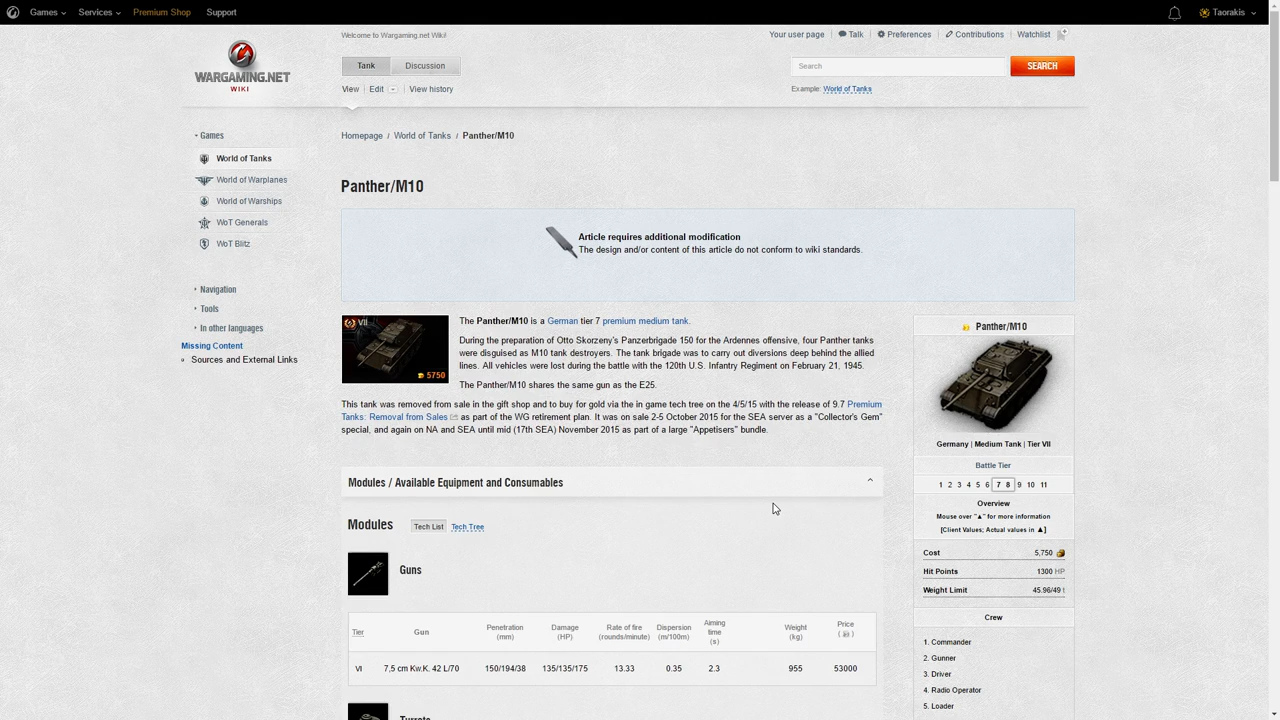 Games Services Premium Shop Support Taorakis
Welcome to Wargaming.net Wiki! Your user page Talk Preferences Contributions Watchlist
WARGAMING.NET
WIKI
Tank Discussion Search SEARCH
View Edit View history Example: World of Tanks
Games
World of Tanks
World of Warplanes
World of Warships
WoT Generals
WoT Blitz
Navigation
Tools
In other languages
Missing Content
Sources and External Links
Homepage / World of Tanks / Panther/M10
Panther/M10
Article requires additional modification
The design and/or content of this article do not conform to wiki standards.
VII
5750
The Panther/M10 is a German tier 7 premium medium tank.
During the preparation of Otto Skorzeny's Panzerbrigade 150 for the Ardennes offensive, four Panther tanks
were disguised as M10 tank destroyers. The tank brigade was to carry out diversions deep behind the allied
lines. All vehicles were lost during the battle with the 120th U.S. Infantry Regiment on February 21, 1945.
The Panther/M10 shares the same gun as the E25.
This tank was removed from sale in the gift shop and to buy for gold via the in game tech tree on the 4/5/15 with the release of 9.7 Premium
Tanks: Removal from Sales as part of the WG retirement plan. It was on sale 2-5 October 2015 for the SEA server as a "Collector's Gem"
special, and again on NA and SEA until mid (17th SEA) November 2015 as part of a large "Appetisers" bundle.
Modules / Available Equipment and Consumables
Modules Tech List Tech Tree
Guns
Tier Gun Penetration (mm) Damage (HP) Rate of fire (rounds/minute) Dispersion (m/100m) Aiming time (s) Weight (kg) Price ( )
VI 7,5 cm Kw.K. 42 L/70 150/194/38 135/135/175 13.33 0.35 2.3 955 53000
Turrets
Panther/M10
Germany | Medium Tank | Tier VII
Battle Tier
1 2 3 4 5 6 7 8 9 10 11
Overview
Mouse over "▲" for more information
[Client Values; Actual values in ▲]
Cost 5,750
Hit Points 1300 HP
Weight Limit 45.96/49 t
Crew
1. Commander
2. Gunner
3. Driver
4. Radio Operator
5. Loader